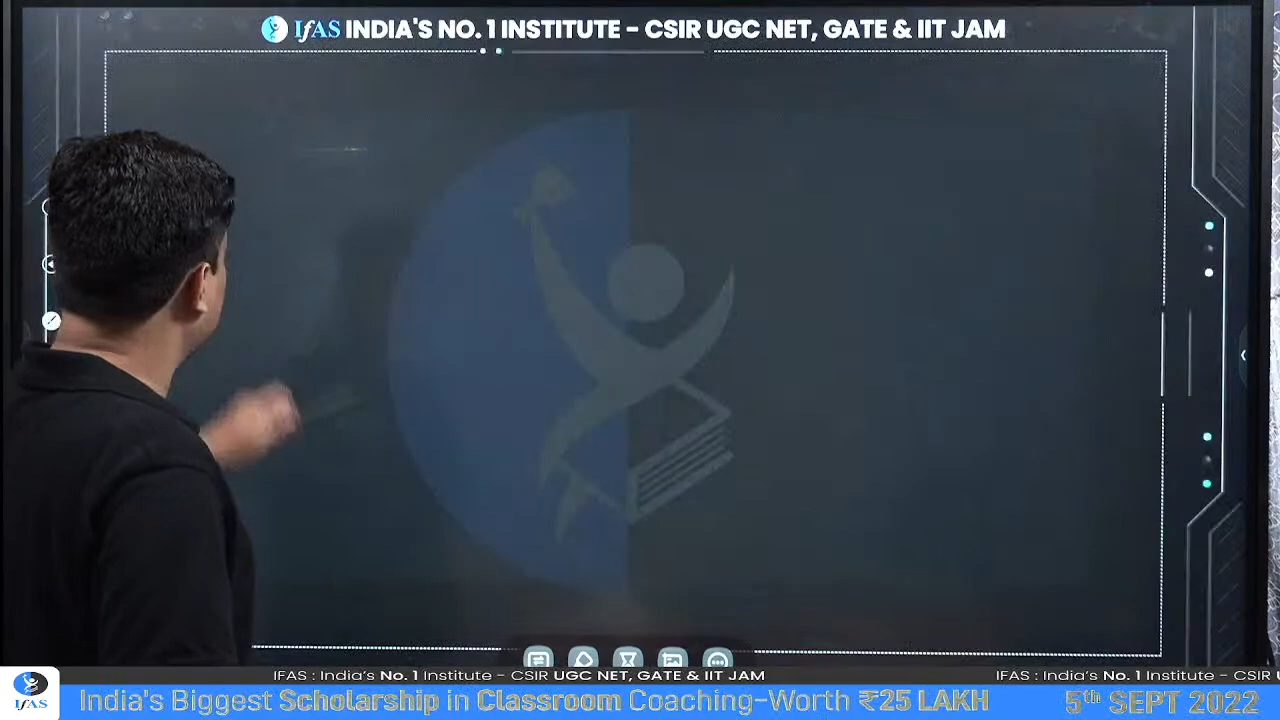 IFAS INDIA'S NO. 1 INSTITUTE - CSIR UGC NET, GATE & IIT JAM
IFAS : India's No. 1 Institute - CSIR UGC NET, GATE & IIT JAM
IFAS : India's No. 1 Institute - CSIR U
IFAS
India's Biggest Scholarship in Classroom Coaching-Worth ₹25 LAKH
5th SEPT 2022